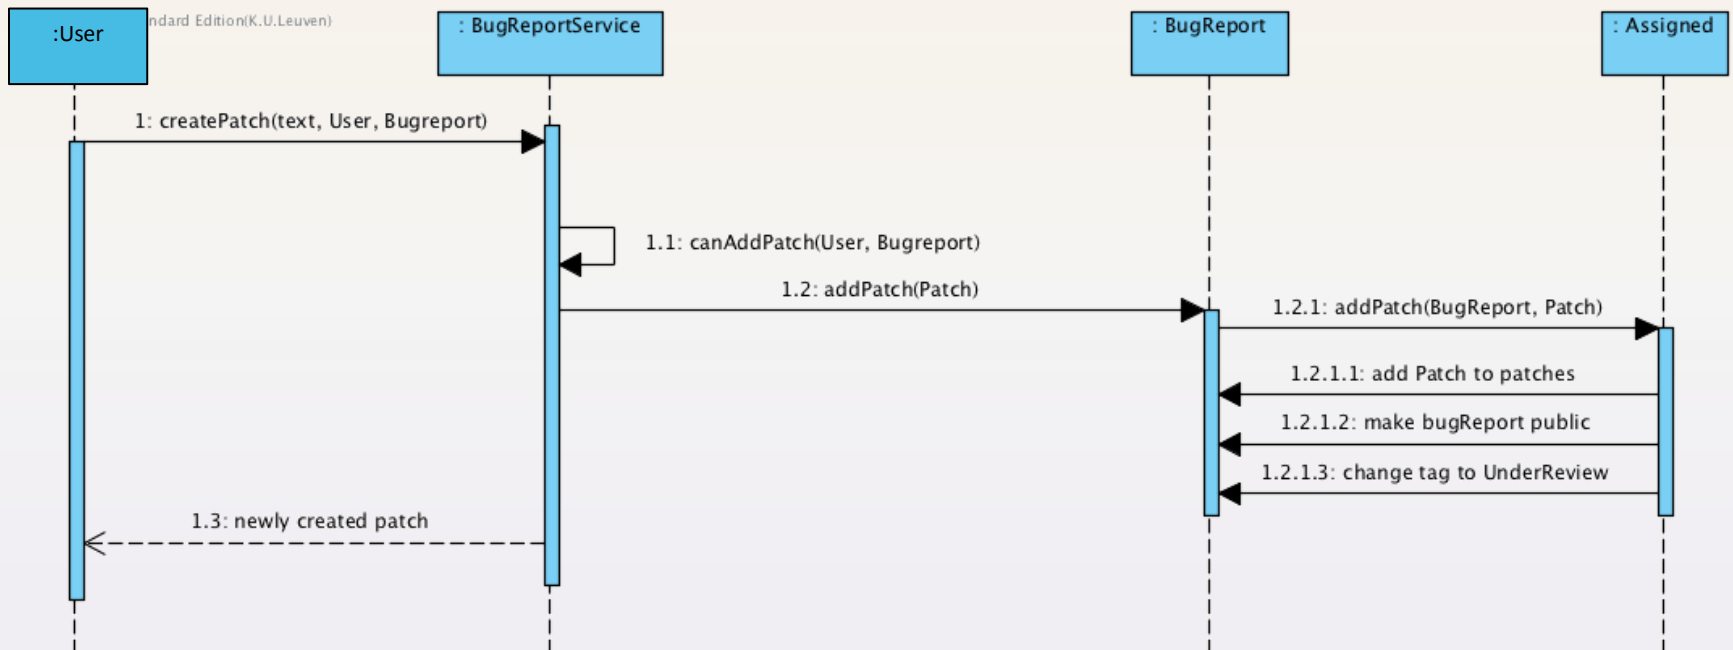 :User
ndard Edition(K.U.Leuven)
: BugReportService
: BugReport
: Assigned
1: createPatch(text, User, Bugreport)
1.1: canAddPatch(User, Bugreport)
1.2: addPatch(Patch)
1.2.1: addPatch(BugReport, Patch)
1.2.1.1: add Patch to patches
1.2.1.2: make bugReport public
1.2.1.3: change tag to UnderReview
1.3: newly created patch